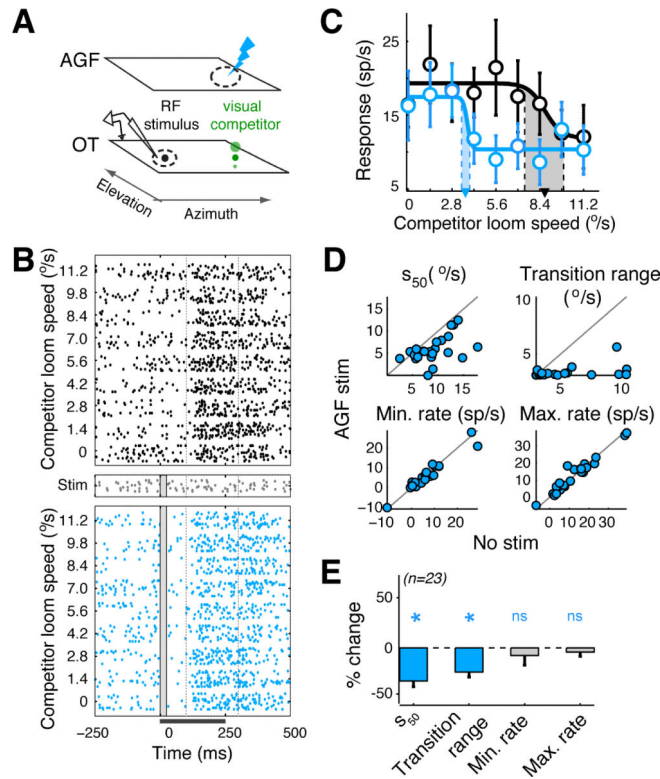 A
AGF
RF
stimulus
visual
competitor
OT
Elevation
Azimuth
B
Competitor loom speed (°/s)
11.2
9.8
8.4
7.0
5.6
4.2
2.8
1.4
0
Stim
Competitor loom speed (°/s)
11.2
9.8
8.4
7.0
5.6
4.2
2.8
1.4
0
−250 0 250 500
Time (ms)
C
Response (sp/s)
25
15
5
0 2.8 5.6 8.4 11.2
Competitor loom speed (°/s)
D
AGF stim
s50(°/s)
15
10
5
5 10 15
Transition range
(°/s)
10
5
5 10
Min. rate (sp/s)
20
10
0
−10
−10 0 20
Max. rate (sp/s)
30
20
10
0
0 10 30
No stim
E
(n=23)
% change
50
0
-50
* * ns ns
s50
Transition
range
Min. rate
Max. rate